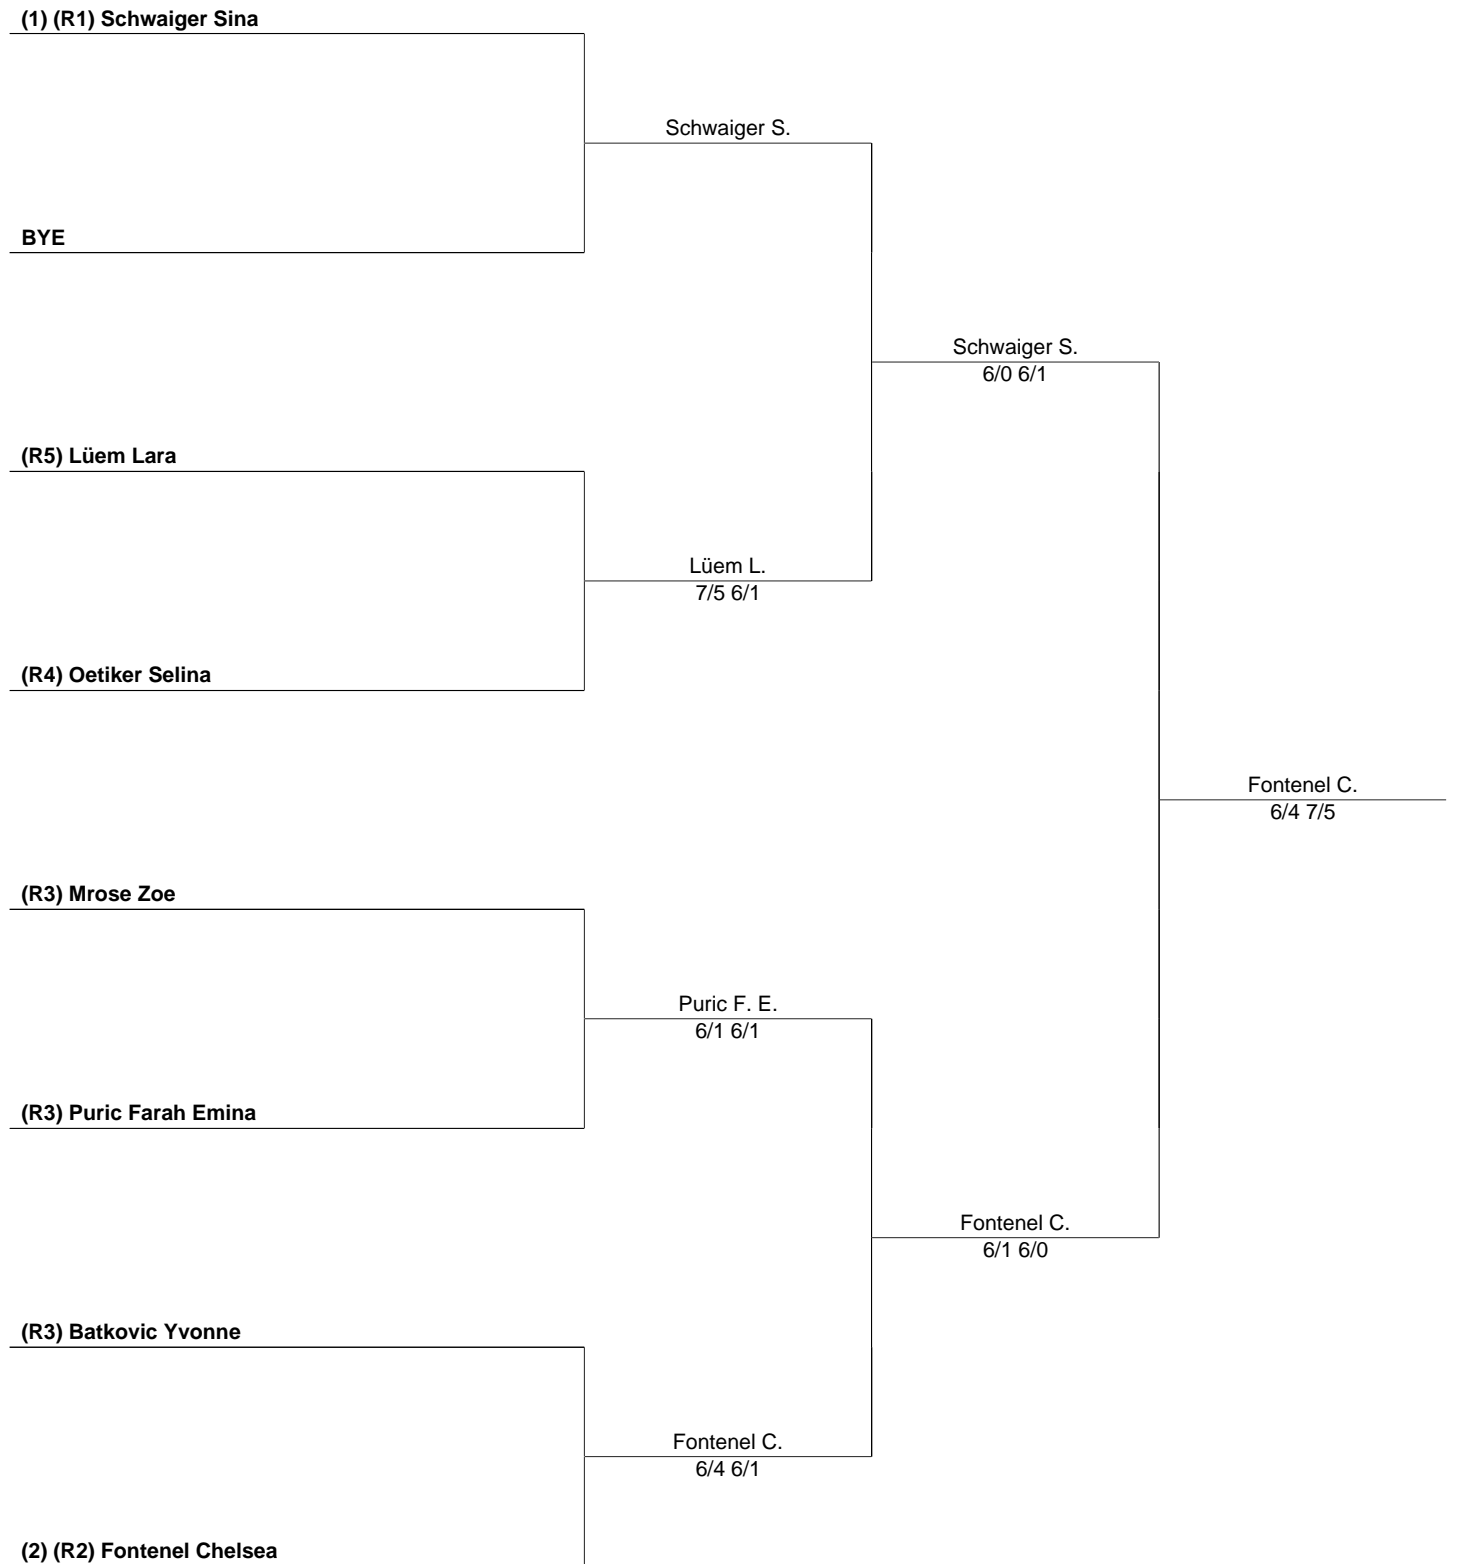 (1) (R1) Schwaiger Sina
Schwaiger S.
BYE
Schwaiger S.
6/0 6/1
(R5) Lüem Lara
Lüem L.
7/5 6/1
(R4) Oetiker Selina
Fontenel C.
6/4 7/5
(R3) Mrose Zoe
Puric F. E.
6/1 6/1
(R3) Puric Farah Emina
Fontenel C.
6/1 6/0
(R3) Batkovic Yvonne
Fontenel C.
6/4 6/1
(2) (R2) Fontenel Chelsea